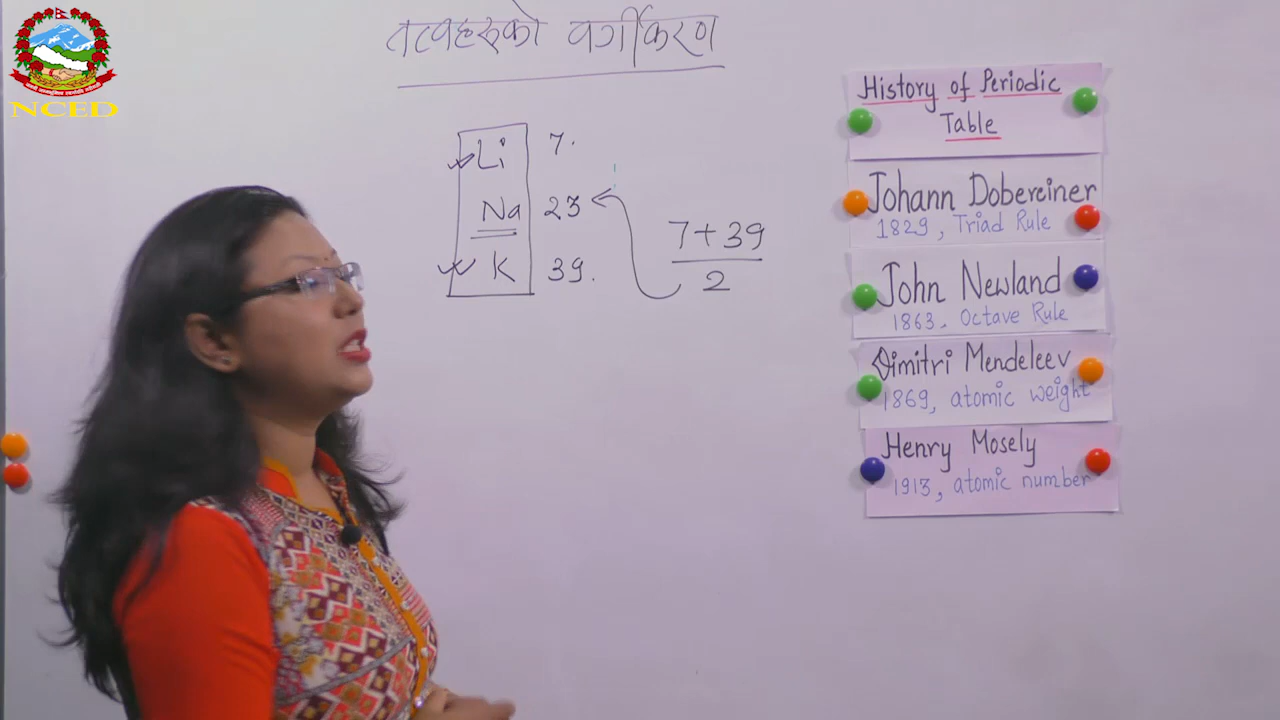 NCED
तत्वहरूको वर्गीकरण
Li 7.
Na 23
K 39.
7+39
2
History of Periodic
Table
Johann Dobereiner
1829, Triad Rule
John Newland
1863, Octave Rule
Dimitri Mendeleev
1869, atomic weight
Henry Mosely
1913, atomic number